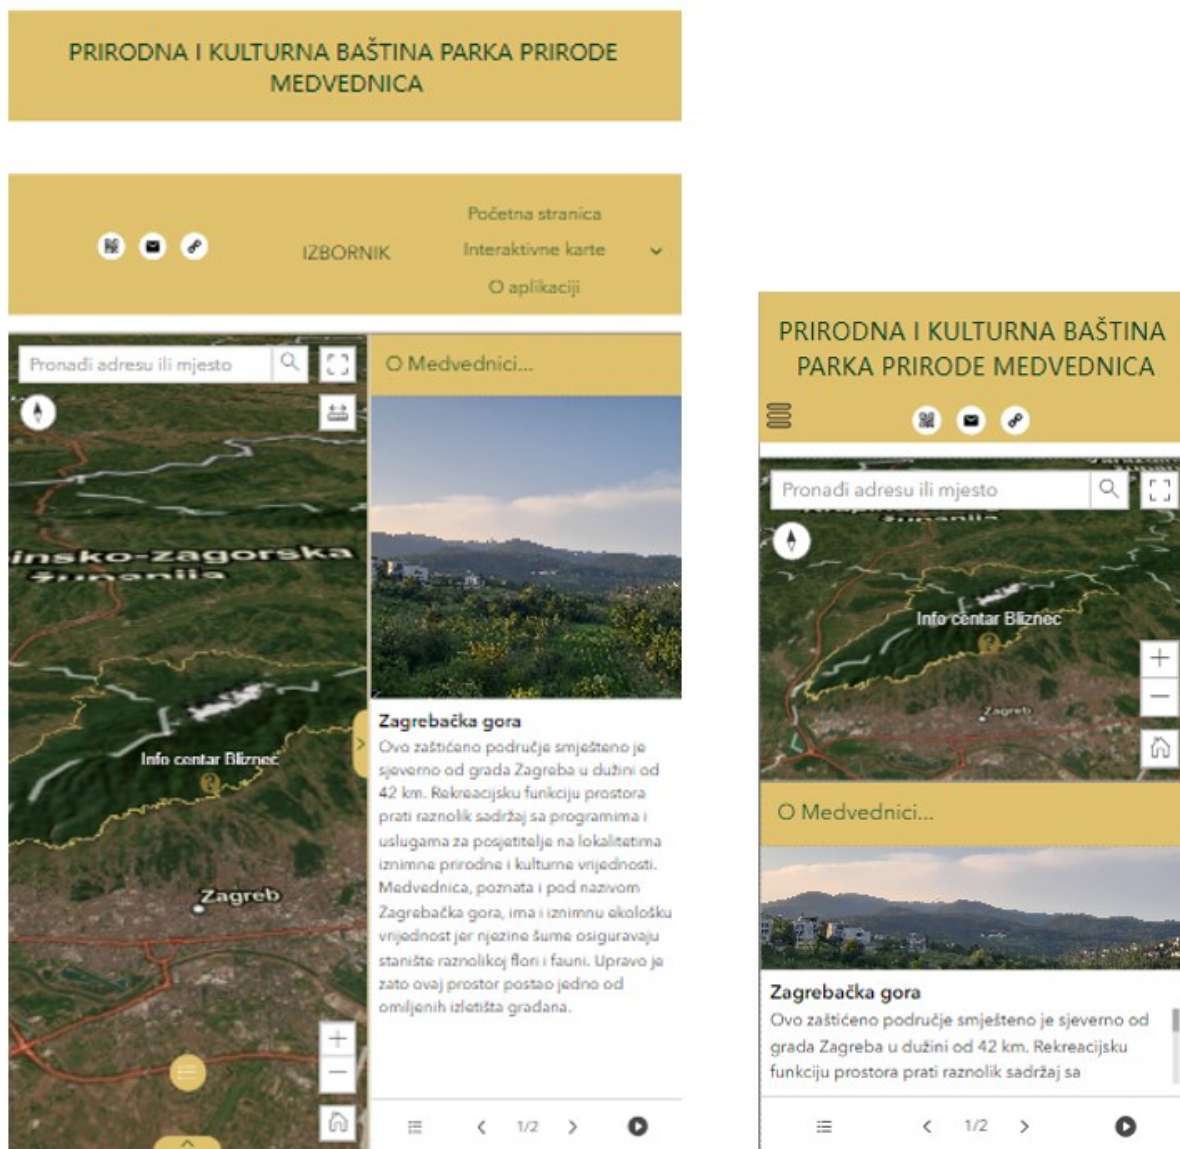 PRIRODNA I KULTURNA BAŠTINA PARKA PRIRODE
MEDVEDNICA
IZBORNIK
Početna stranica
Interaktivne karte
O aplikaciji
Pronađi adresu ili mjesto
insko-zagorska
županija
Info centar Bliznec
Zagreb
O Medvednici...
Zagrebačka gora
Ovo zaštićeno područje smješteno je
sjeverno od grada Zagreba u dužini od
42 km. Rekreacijsku funkciju prostora
prati raznolik sadržaj sa programima i
uslugama za posjetitelje na lokalitetima
iznimne prirodne i kulturne vrijednosti.
Medvednica, poznata i pod nazivom
Zagrebačka gora, ima i iznimnu ekološku
vrijednost jer njezine šume osiguravaju
stanište raznolikoj flori i fauni. Upravo je
zato ovaj prostor postao jedno od
omiljenih izletišta građana.
1/2
PRIRODNA I KULTURNA BAŠTINA
PARKA PRIRODE MEDVEDNICA
Pronađi adresu ili mjesto
županija
Info centar Bliznec
Zagreb
O Medvednici...
Zagrebačka gora
Ovo zaštićeno područje smješteno je sjeverno od
grada Zagreba u dužini od 42 km. Rekreacijsku
funkciju prostora prati raznolik sadržaj sa
1/2